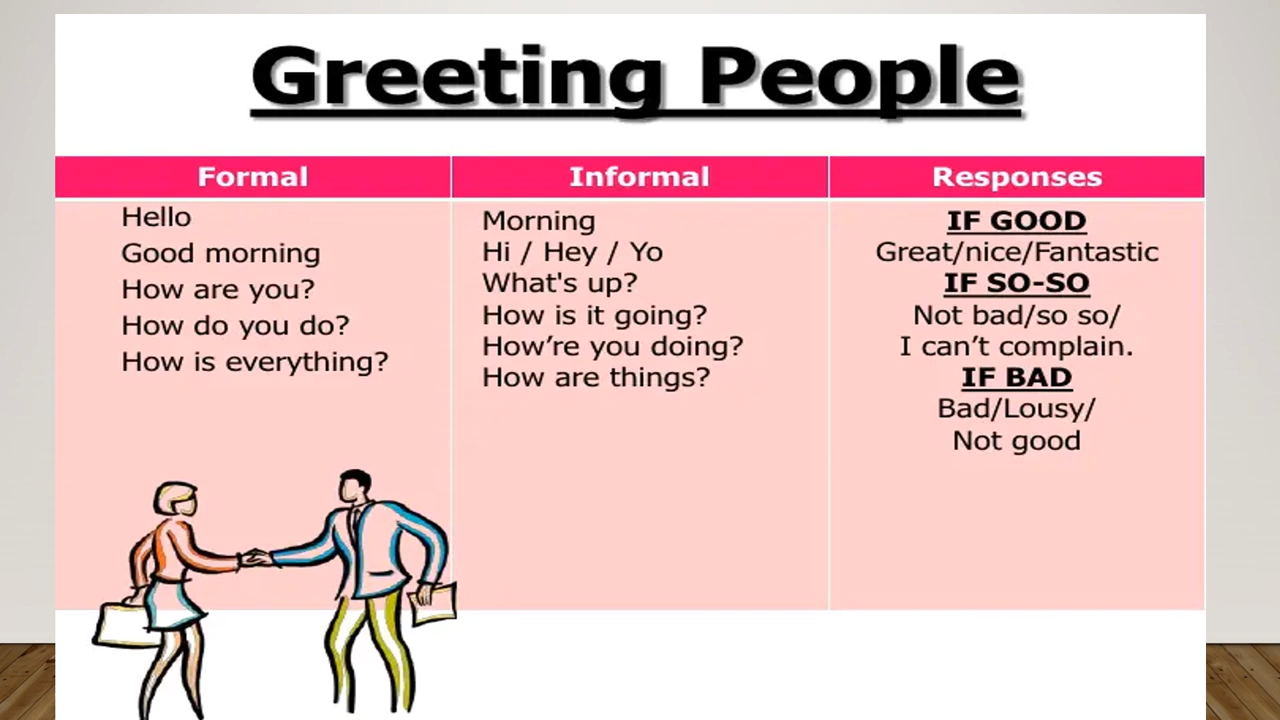 Greeting People
Formal
Informal
Responses
Hello
Good morning
How are you?
How do you do?
How is everything?
Morning
Hi / Hey / Yo
What's up?
How is it going?
How’re you doing?
How are things?
IF GOOD
Great/nice/Fantastic
IF SO-SO
Not bad/so so/
I can’t complain.
IF BAD
Bad/Lousy/
Not good